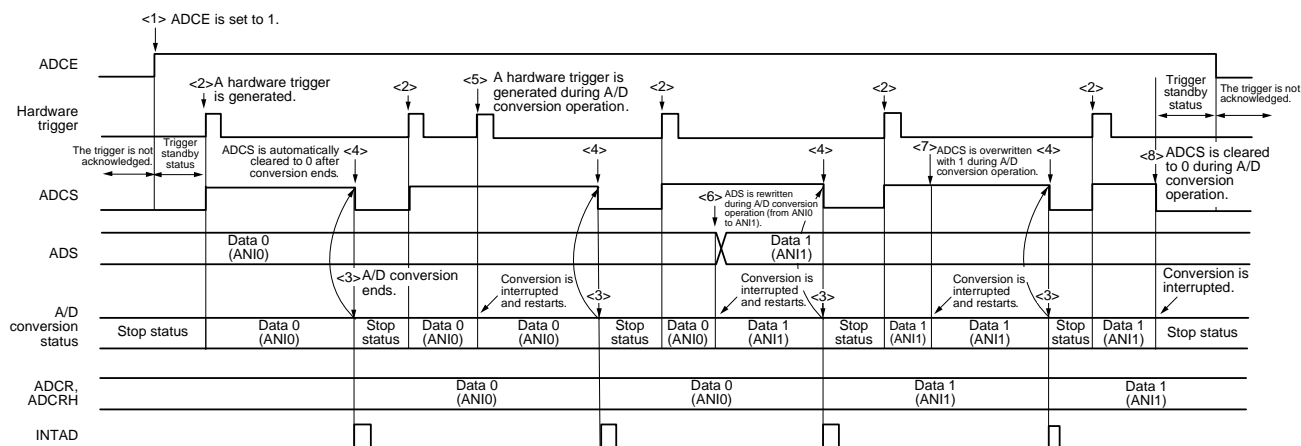 <1> ADCE is set to 1.
ADCE
<2> A hardware trigger
is generated.
<2>
<5> A hardware trigger is
generated during A/D
conversion operation.
<2>
<2>
<2>
Trigger
standby
status
The trigger is not
acknowledged.
Hardware
trigger
The trigger is not
acknowledged.
Trigger
standby
status
ADCS is automatically
cleared to 0 after
conversion ends.
<4>
<4>
<4>
<7> ADCS is overwritten
with 1 during A/D
conversion operation.
<4>
<8> ADCS is cleared
to 0 during A/D
conversion
operation.
ADCS
<6> ADS is rewritten
during A/D conversion
operation (from ANI0
to ANI1).
ADS
Data 0
(ANI0)
Data 1
(ANI1)
<3> A/D conversion
ends.
Conversion is
interrupted
and restarts.
<3>
Conversion is
interrupted
and restarts.
<3>
Conversion is
interrupted
and restarts.
<3>
Conversion is
interrupted.
A/D
conversion
status
Stop status
Data 0
(ANI0)
Stop
status
Data 0
(ANI0)
Data 0
(ANI0)
Stop
status
Data 0
(ANI0)
Data 1
(ANI1)
Stop
status
Data 1
(ANI1)
Data 1
(ANI1)
Stop
status
Data 1
(ANI1)
Stop status
ADCR,
ADCRH
Data 0
(ANI0)
Data 0
(ANI0)
Data 1
(ANI1)
Data 1
(ANI1)
INTAD